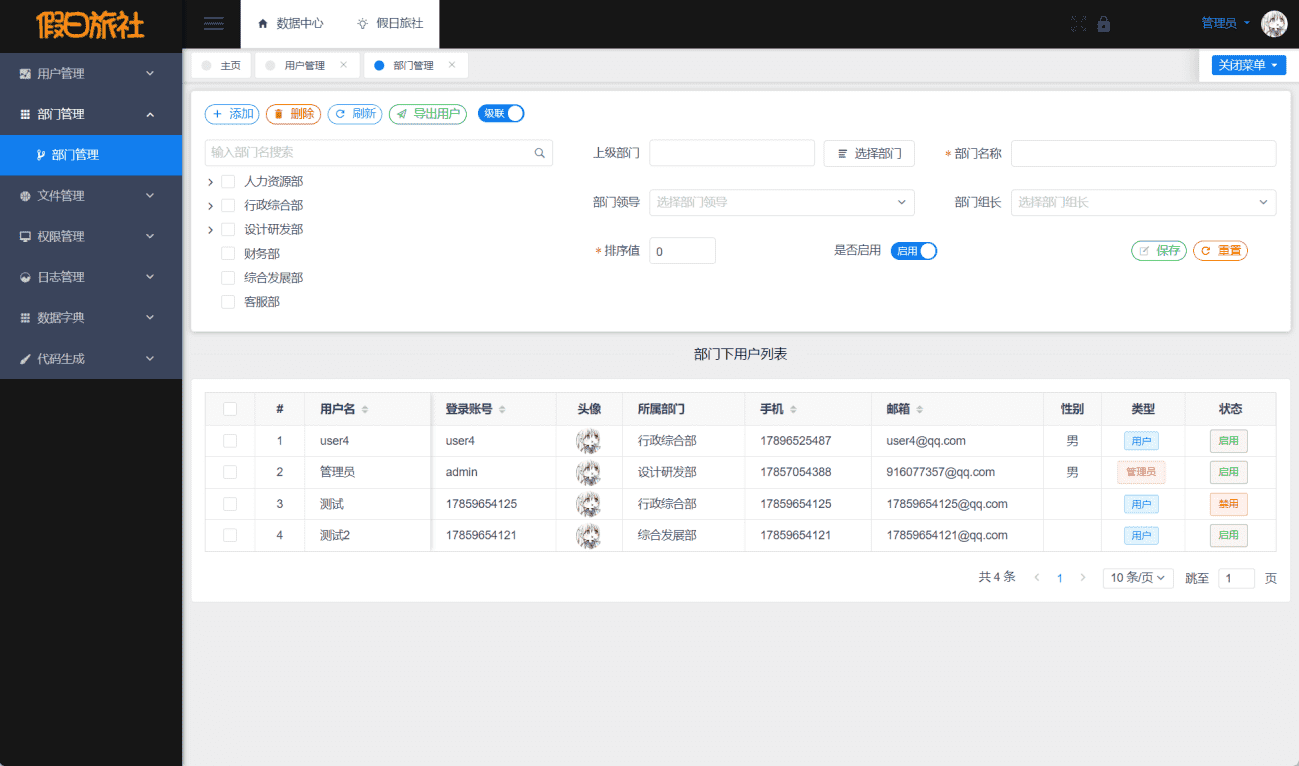 假日旅社
数据中心
假日旅社
管理员
用户管理
部门管理
部门管理
文件管理
权限管理
日志管理
数据字典
代码生成
主页
用户管理
部门管理
关闭菜单
添加
删除
刷新
导出用户
级联
输入部门名搜索
人力资源部
行政综合部
设计研发部
财务部
综合发展部
客服部
上级部门
选择部门
* 部门名称
部门领导
选择部门领导
部门组长
选择部门组长
* 排序值
0
是否启用
启用
保存
重置
部门下用户列表
# 用户名 登录账号 头像 所属部门 手机 邮箱 性别 类型 状态
1 user4 user4 行政综合部 17896525487 user4@qq.com 男 用户 启用
2 管理员 admin 设计研发部 17857054388 916077357@qq.com 男 管理员 启用
3 测试 17859654125 行政综合部 17859654125 17859654125@qq.com 用户 禁用
4 测试2 17859654121 综合发展部 17859654121 17859654121@qq.com 用户 启用
共 4 条 1 10 条/页 跳至 1 页